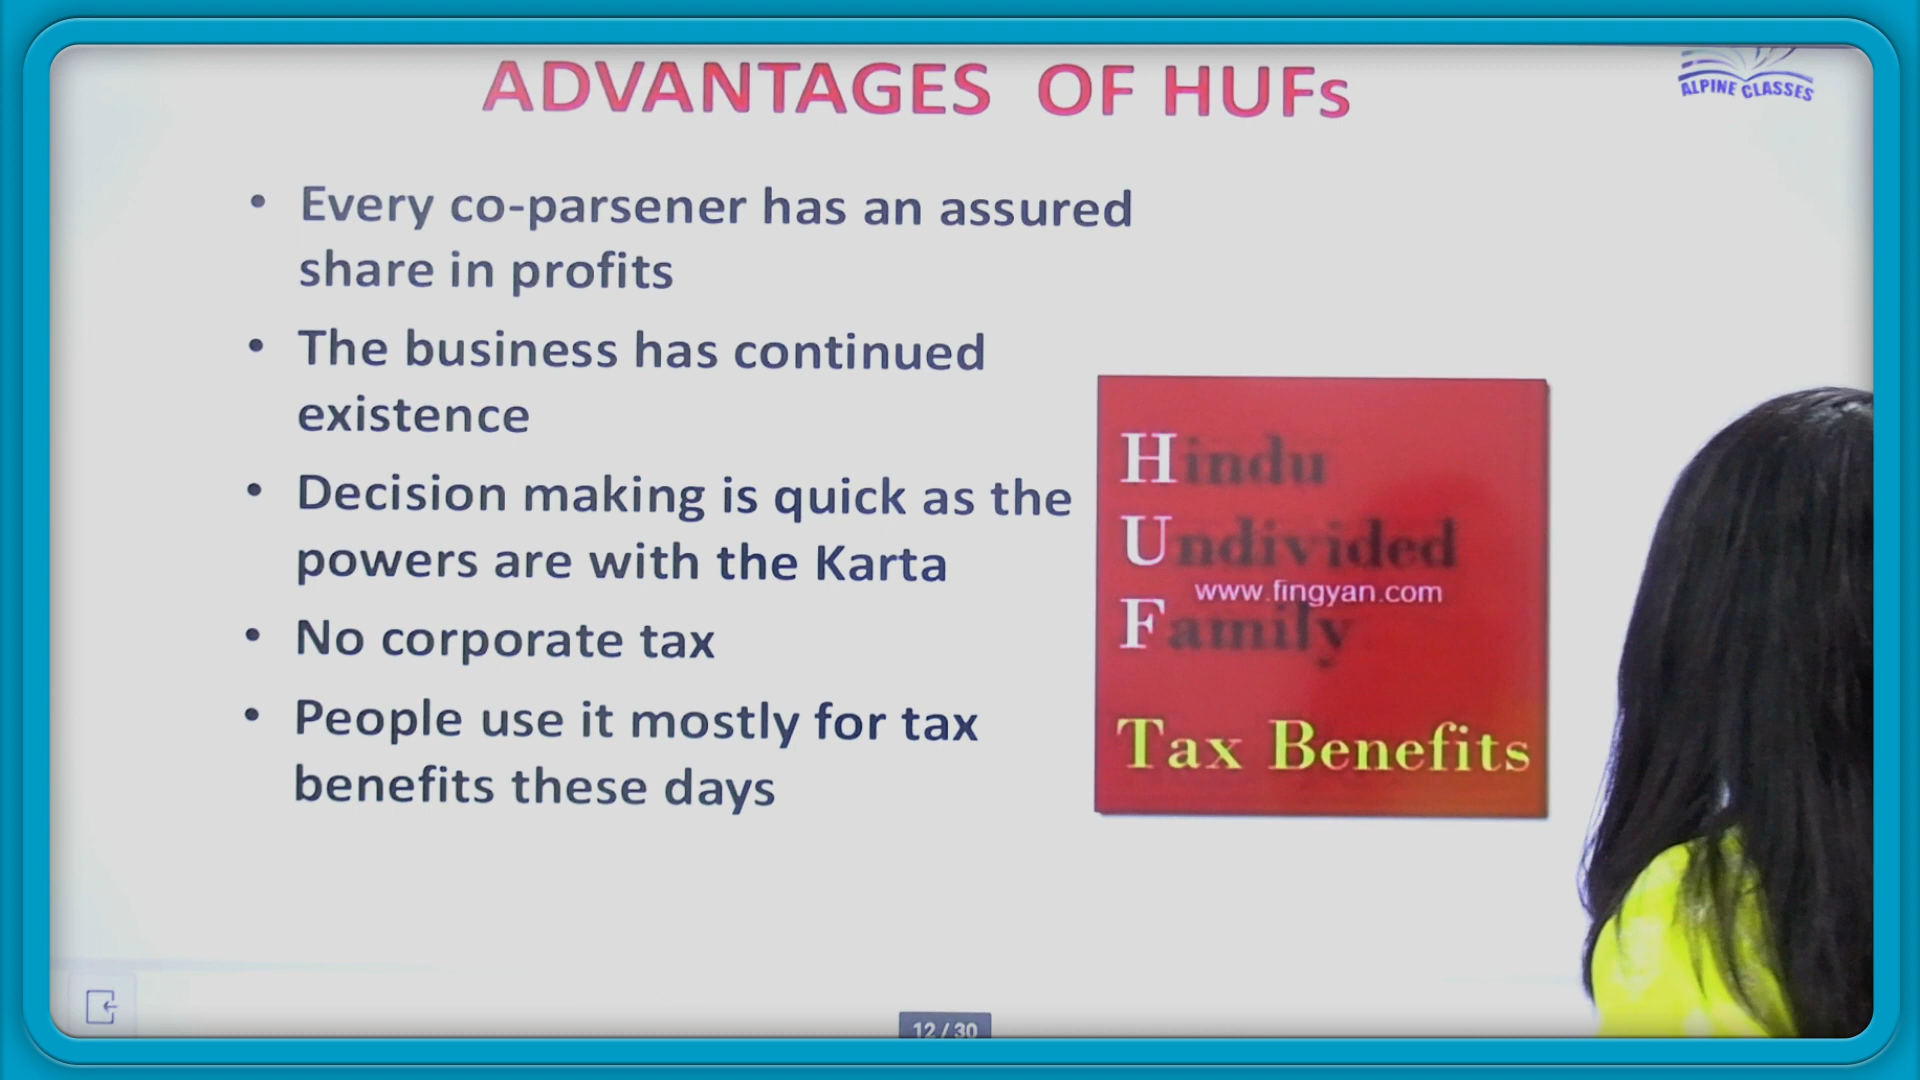 ADVANTAGES OF HUFs
ALPINE CLASSES
• Every co-parsener has an assured
share in profits
• The business has continued
existence
• Decision making is quick as the
powers are with the Karta
• No corporate tax
• People use it mostly for tax
benefits these days
Hindu
Undivided
www.fingyan.com
Family
Tax Benefits
12 / 30